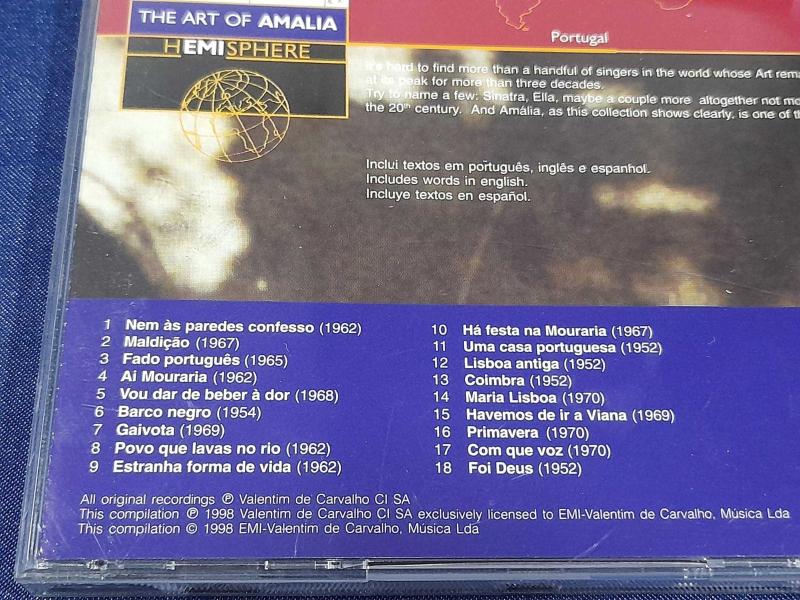 THE ART OF AMALIA
HEMISPHERE
Portugal
It's hard to find more than a handful of singers in the world whose Art
at its peak for more than three decades.
Try to name a few: Sinatra, Ella, maybe a couple more altogether not
the 20th century. And Amália, as this collection shows clearly, is one of
Inclui textos em português, inglês e espanhol.
Includes words in english.
Incluye textos en español.
1 Nem às paredes confesso (1962)
2 Maldição (1967)
3 Fado português (1965)
4 Ai Mouraria (1962)
5 Vou dar de beber à dor (1968)
6 Barco negro (1954)
7 Gaivota (1969)
8 Povo que lavas no rio (1962)
9 Estranha forma de vida (1962)
10 Há festa na Mouraria (1967)
11 Uma casa portuguesa (1952)
12 Lisboa antiga (1952)
13 Coimbra (1952)
14 Maria Lisboa (1970)
15 Havemos de ir a Viana (1969)
16 Primavera (1970)
17 Com que voz (1970)
18 Foi Deus (1952)
All original recordings ℗ Valentim de Carvalho CI SA
This compilation ℗ 1998 Valentim de Carvalho CI SA exclusively licensed to EMI-Valentim de Carvalho, Música Lda
This compilation © 1998 EMI-Valentim de Carvalho, Música Lda